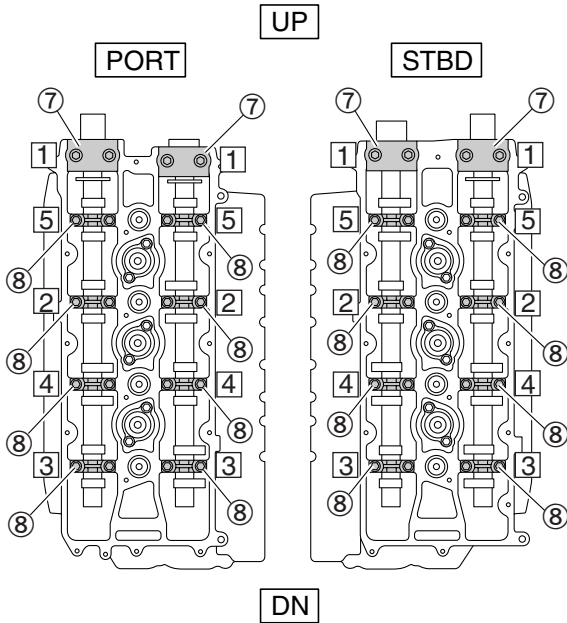 UP
PORT STBD
⑦ ⑦ ⑦ ⑦
1 1 1 1
5 5 5 5
⑧ ⑧ ⑧ ⑧
2 2 2 2
⑧ ⑧ ⑧ ⑧
4 4 4 4
⑧ ⑧ ⑧ ⑧
3 3 3 3
⑧ ⑧ ⑧ ⑧
DN